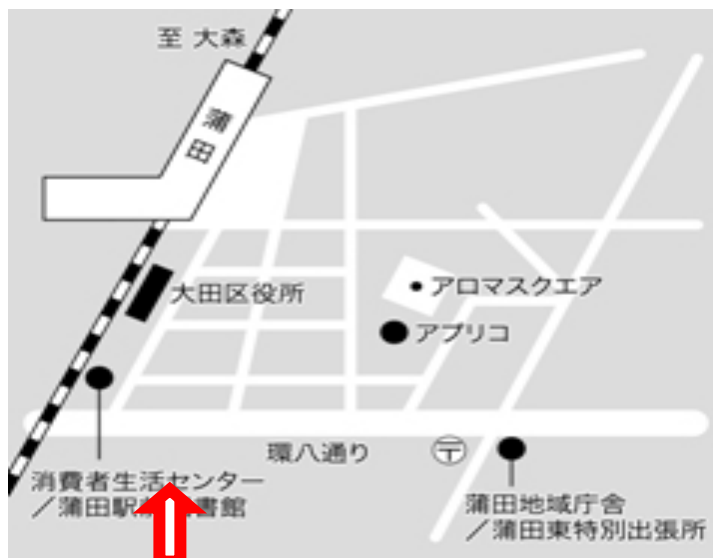 至 大森
蒲田
大田区役所
アロマスクエア
アプリコ
環八通り
〒
消費者生活センター
／蒲田駅 書館
蒲田地域庁舎
／蒲田東特別出張所